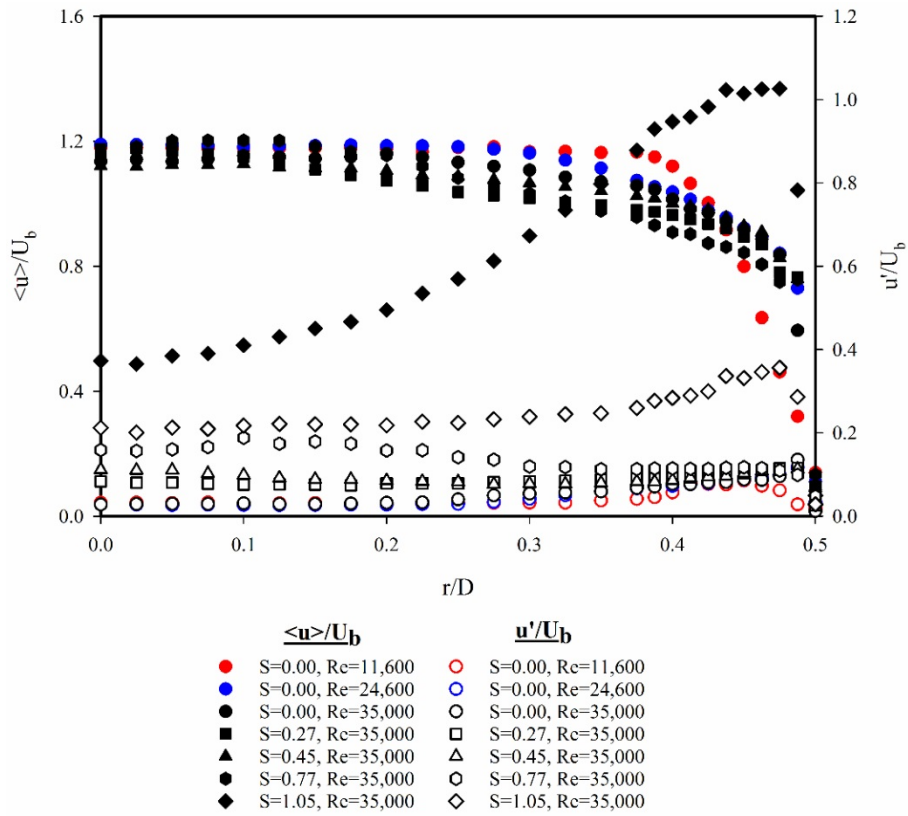 1.6 1.2
1.2 1.0
0.8 0.8
0.4 0.6
0.0 0.4
0.2
0.0
<u>/U_b
u'/U_b
0.0 0.1 0.2 0.3 0.4 0.5
r/D
<u>/U_b u'/U_b
S=0.00, Re=11,600 S=0.00, Re=11,600
S=0.00, Re=24,600 S=0.00, Re=24,600
S=0.00, Re=35,000 S=0.00, Re=35,000
S=0.27, Re=35,000 S=0.27, Re=35,000
S=0.45, Re=35,000 S=0.45, Re=35,000
S=0.77, Re=35,000 S=0.77, Re=35,000
S=1.05, Re=35,000 S=1.05, Re=35,000